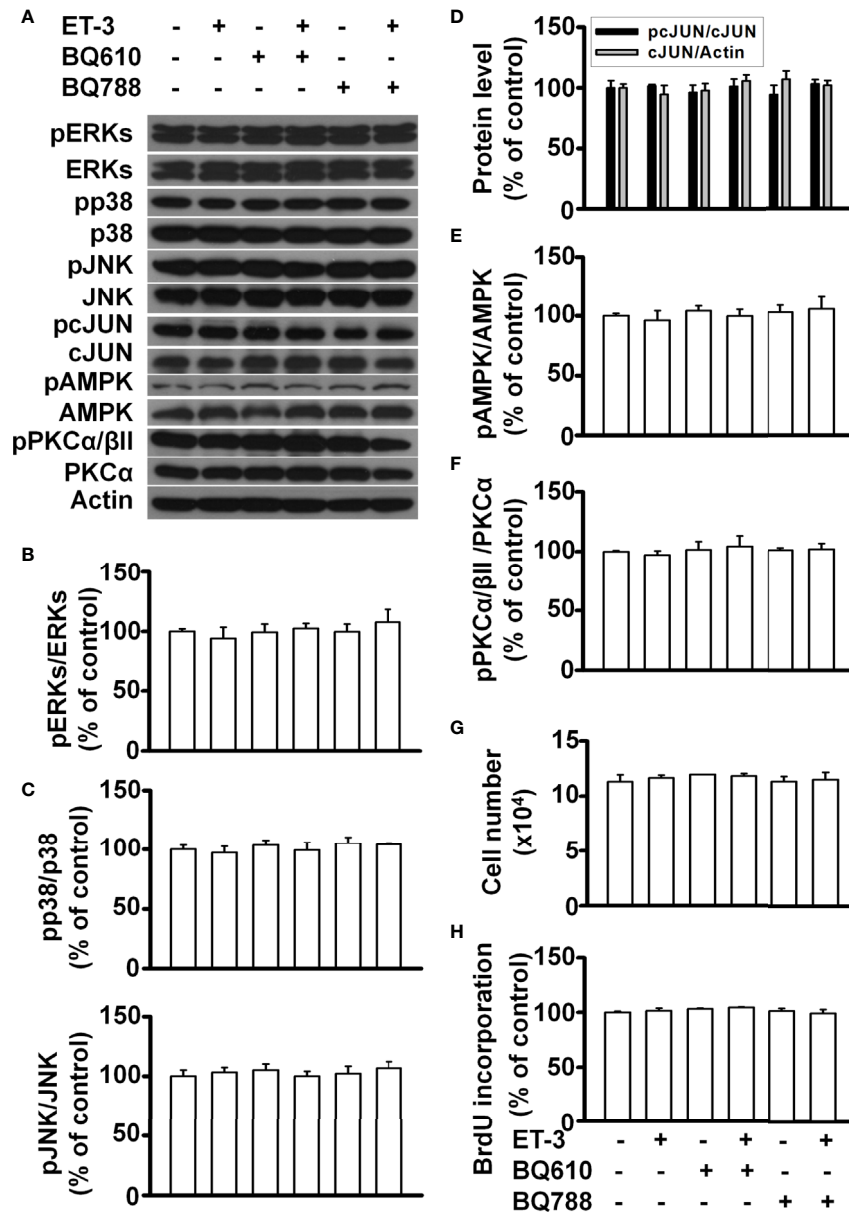 A
ET-3 - + - + - +
BQ610 - - + + - -
BQ788 - - - - + +
pERKs
ERKs
pp38
p38
pJNK
JNK
pcJUN
cJUN
pAMPK
AMPK
pPKCα/βII
PKCα
Actin
B
pERKs/ERKs
(% of control)
150
100
50
0
C
pp38/p38
(% of control)
150
100
50
0
pJNK/JNK
(% of control)
150
100
50
0
D
pcJUN/cJUN
cJUN/Actin
Protein level
(% of control)
150
100
50
0
E
pAMPK/AMPK
(% of control)
150
100
50
0
F
pPKCα/βII /PKCα
(% of control)
150
100
50
0
G
Cell number
(x10⁴)
15
10
5
0
H
BrdU incorporation
(% of control)
150
100
50
0
ET-3 - + - + - +
BQ610 - - + + - -
BQ788 - - - - + +